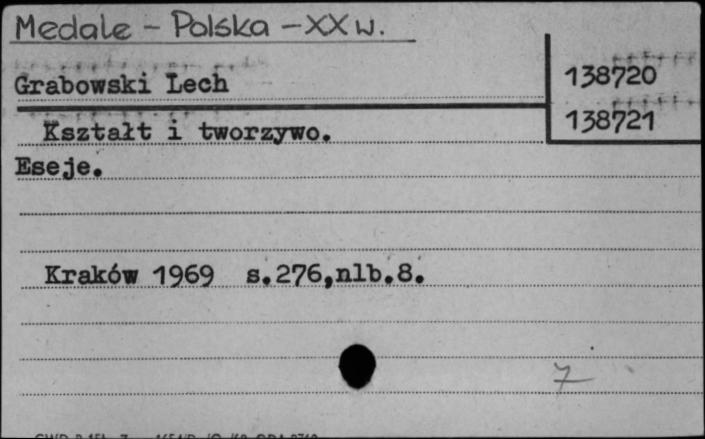 Medale - Polska - XX w.
Grabowski Lech
138720
138721
Kształt i tworzywo.
Eseje.
Kraków 1969 s.276,nlb.8.
7